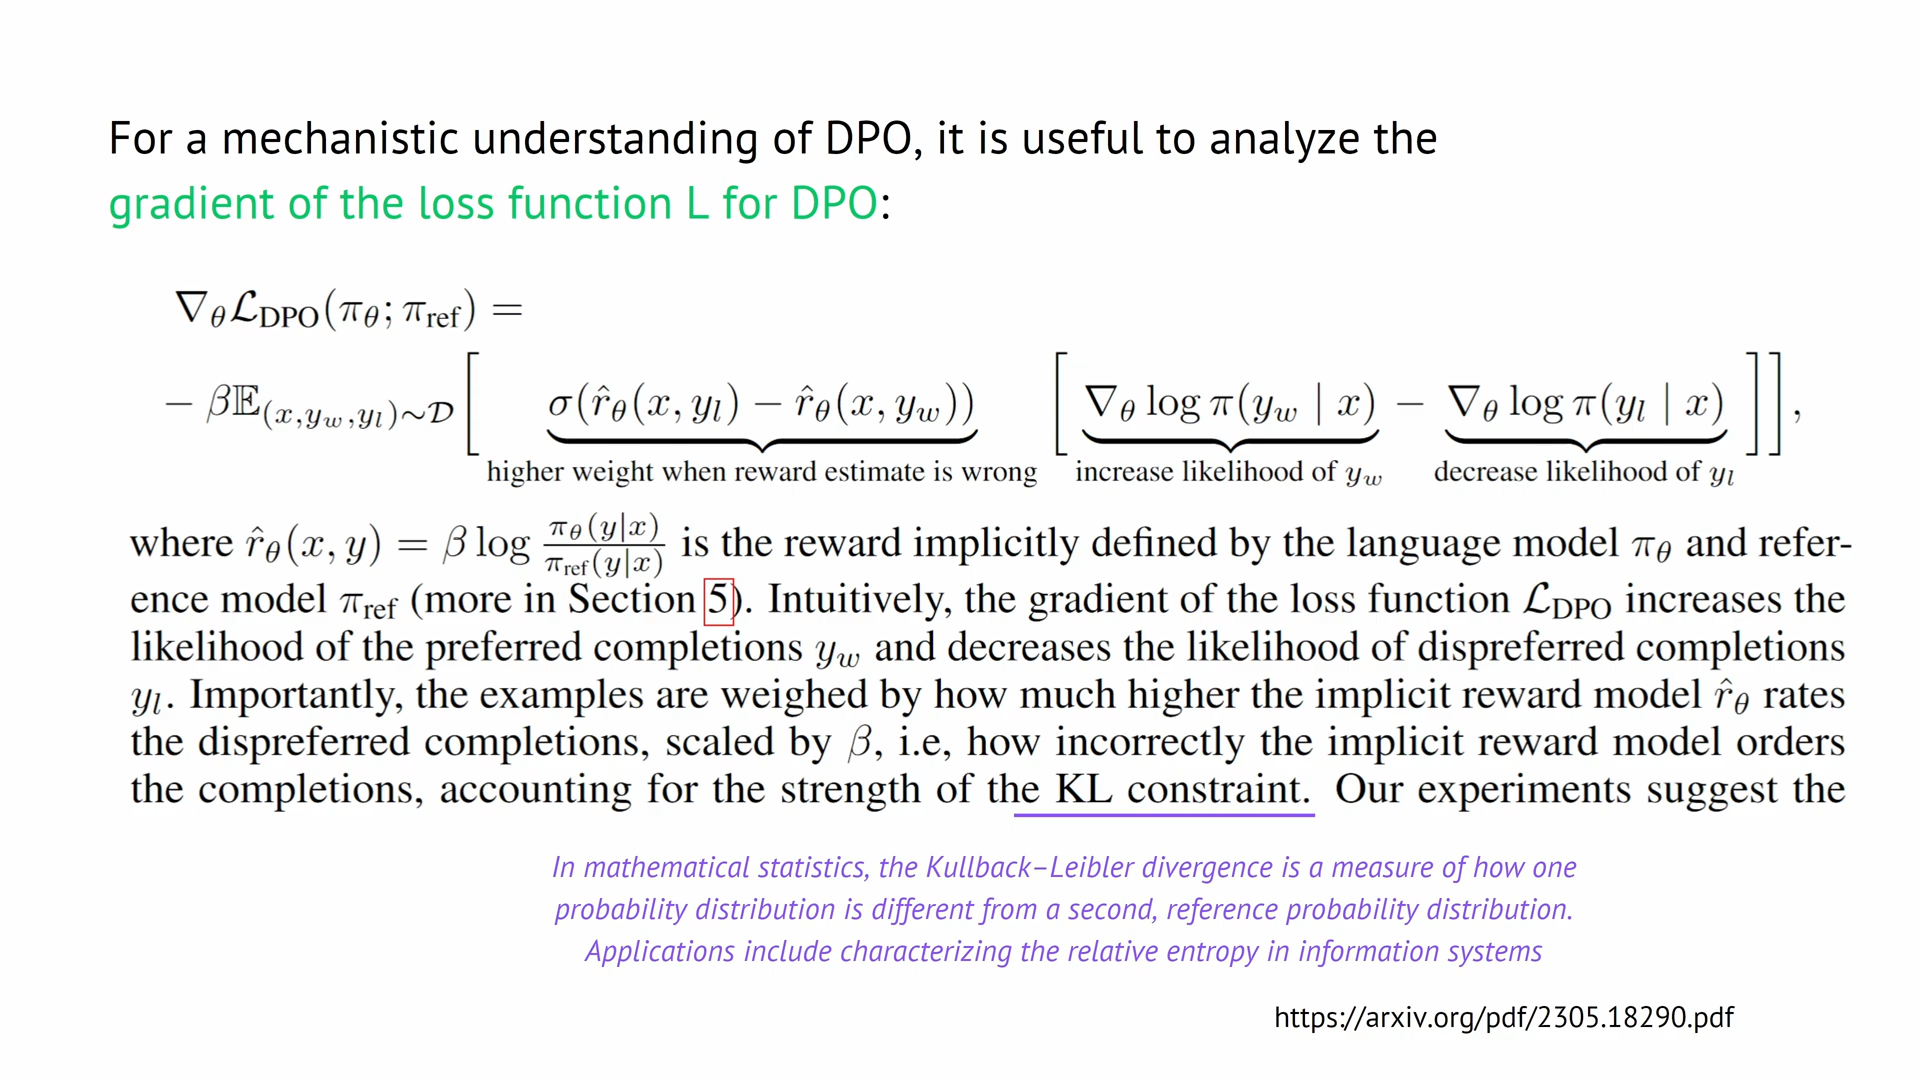 For a mechanistic understanding of DPO, it is useful to analyze the
gradient of the loss function L for DPO:
∇θ ℒDPO(πθ; πref) =
− β𝔼(x,yw,yl)∼𝒟 [ σ(r̂θ(x, yl) − r̂θ(x, yw)) [ ∇θ log π(yw | x) − ∇θ log π(yl | x) ] ],
higher weight when reward estimate is wrong increase likelihood of yw decrease likelihood of yl
where r̂θ(x, y) = β log πθ(y|x)/πref(y|x) is the reward implicitly defined by the language model πθ and refer-
ence model πref (more in Section 5). Intuitively, the gradient of the loss function ℒDPO increases the
likelihood of the preferred completions yw and decreases the likelihood of dispreferred completions
yl. Importantly, the examples are weighed by how much higher the implicit reward model r̂θ rates
the dispreferred completions, scaled by β, i.e, how incorrectly the implicit reward model orders
the completions, accounting for the strength of the KL constraint. Our experiments suggest the
In mathematical statistics, the Kullback–Leibler divergence is a measure of how one
probability distribution is different from a second, reference probability distribution.
Applications include characterizing the relative entropy in information systems
https://arxiv.org/pdf/2305.18290.pdf